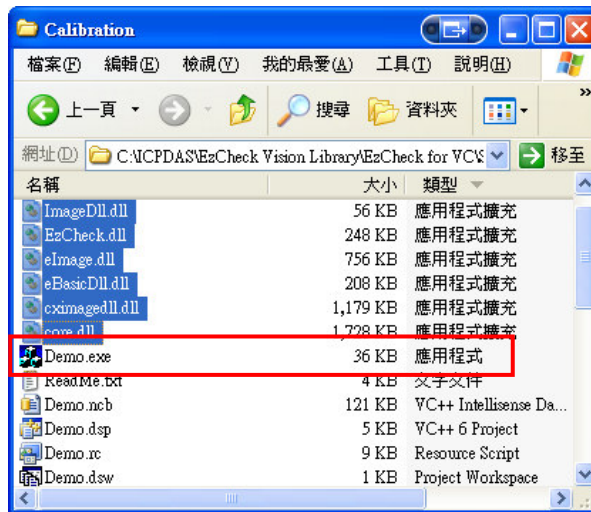 Calibration
檔案(F) 編輯(E) 檢視(V) 我的最愛(A) 工具(T) 說明(H)
上一頁 搜尋 資料夾 »
網址(D) C:\ICPDAS\EzCheck Vision Library\EzCheck for VC\S 移至
名稱 大小 類型
ImageDll.dll 56 KB 應用程式擴充
EzCheck.dll 248 KB 應用程式擴充
eImage.dll 756 KB 應用程式擴充
eBasicDll.dll 208 KB 應用程式擴充
cximagedll.dll 1,179 KB 應用程式擴充
core.dll 1,728 KB 應用程式擴充
Demo.exe 36 KB 應用程式
ReadMe.txt 4 KB 文字文件
Demo.ncb 121 KB VC++ Intellisense Da...
Demo.dsp 5 KB VC++ 6 Project
Demo.rc 9 KB Resource Script
Demo.dsw 1 KB Project Workspace